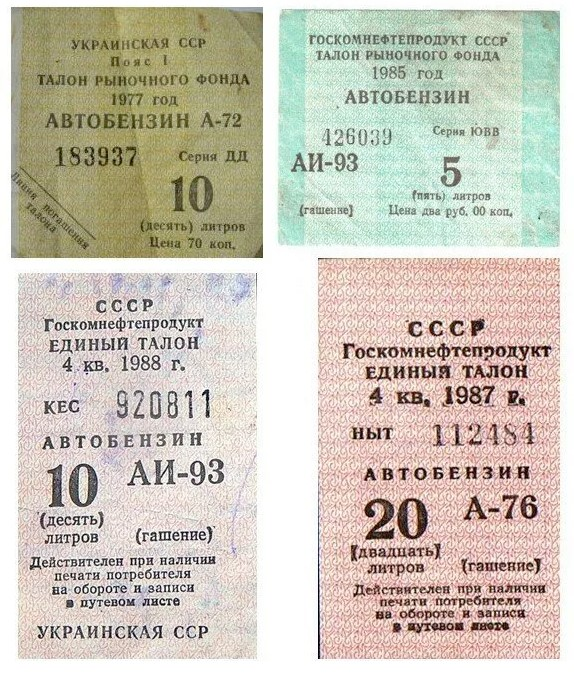 УКРАИНСКАЯ ССР
Пояс I
ТАЛОН РЫНОЧНОГО ФОНДА
1977 год
АВТОБЕНЗИН А-72
183937 Серия ДД
10
(десять) литров
Цена 70 коп.
Линия погашения
талона
ГОСКОМНЕФТЕПРОДУКТ СССР
ТАЛОН РЫНОЧНОГО ФОНДА
1985 год
АВТОБЕНЗИН
426039 Серия ЮВВ
АИ-93 5
(пять) литров
(гашение) Цена два руб. 00 коп.
СССР
Госкомнефтепродукт
ЕДИНЫЙ ТАЛОН
4 кв. 1988 г.
КЕС 920811
АВТОБЕНЗИН
10 АИ-93
(десять)
литров (гашение)
Действителен при наличии
печати потребителя
на обороте и записи
в путевом листе
УКРАИНСКАЯ ССР
СССР
Госкомнефтепродукт
ЕДИНЫЙ ТАЛОН
4 кв. 1987 г.
НЫТ 112484
АВТОБЕНЗИН
20 А-76
(двадцать)
литров (гашение)
Действителен при наличии
печати потребителя
на обороте и записи
в путевом листе